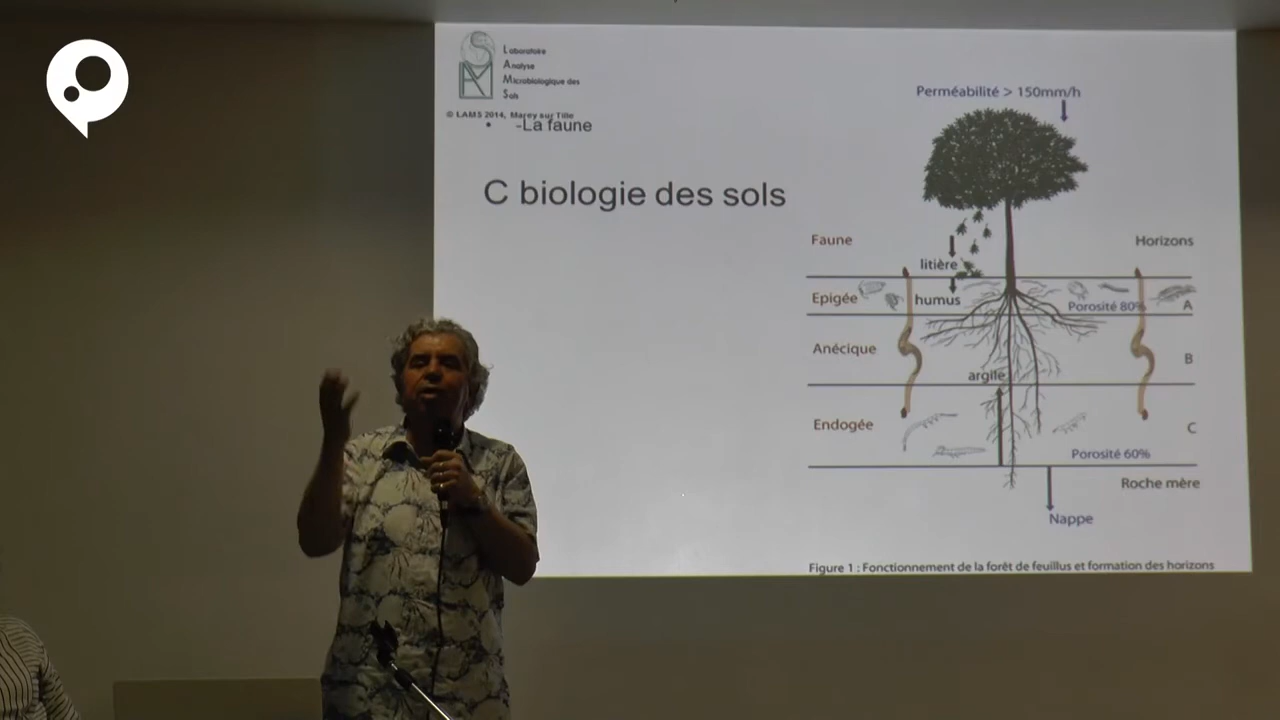 Laboratoire
Analyse
Microbiologique des
Sols
© LAMS 2014, Marey sur Tille
• -La faune
C biologie des sols
Perméabilité > 150mm/h
Faune
Horizons
litière
Epigée
humus
Porosité 80%
A
Anécique
B
argile
Endogée
C
Porosité 60%
Roche mère
Nappe
Figure 1 : Fonctionnement de la forêt de feuillus et formation des horizons